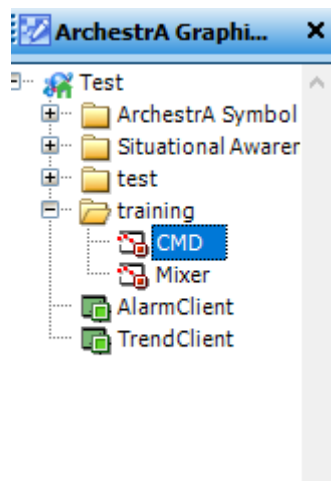 ArchestrA Graphi...
Test
ArchestrA Symbol
Situational Awarer
test
training
CMD
Mixer
AlarmClient
TrendClient